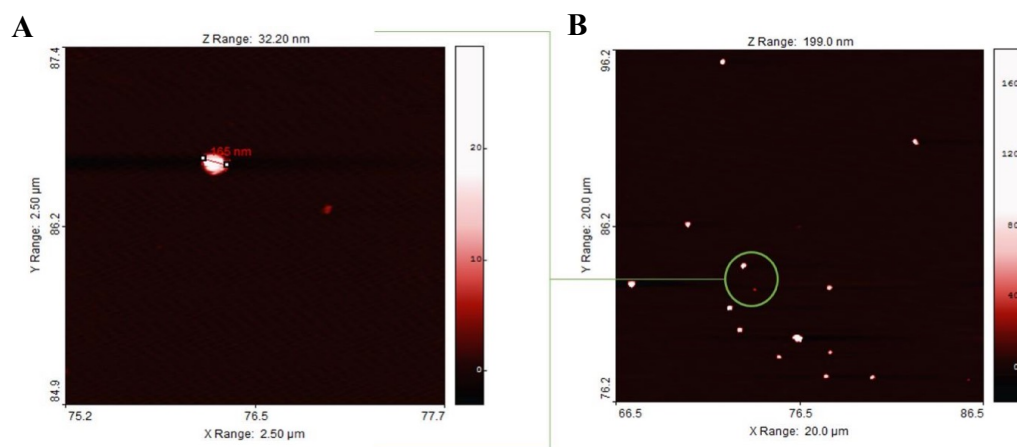 A
Z Range: 32.20 nm
87.4
86.2
84.9
Y Range: 2.50 µm
165 nm
75.2
76.5
77.7
X Range: 2.50 µm
20
10
0
B
Z Range: 199.0 nm
96.2
86.2
76.2
Y Range: 20.0 µm
66.5
76.5
86.5
X Range: 20.0 µm
160
120
80
40
0